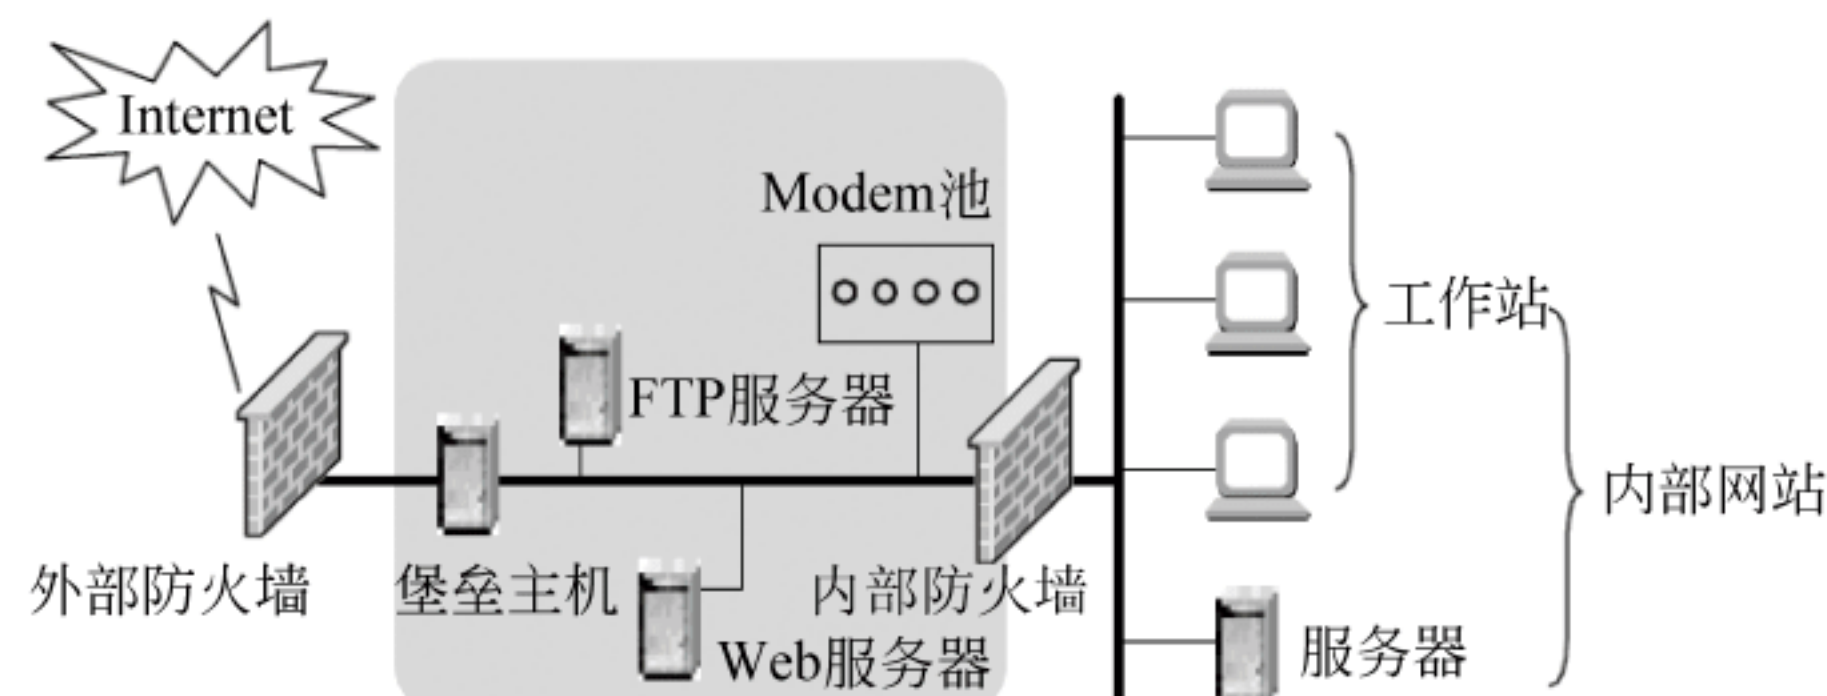 Internet
Modem池
FTP服务器
工作站
内部网站
外部防火墙
堡垒主机
内部防火墙
Web服务器
服务器